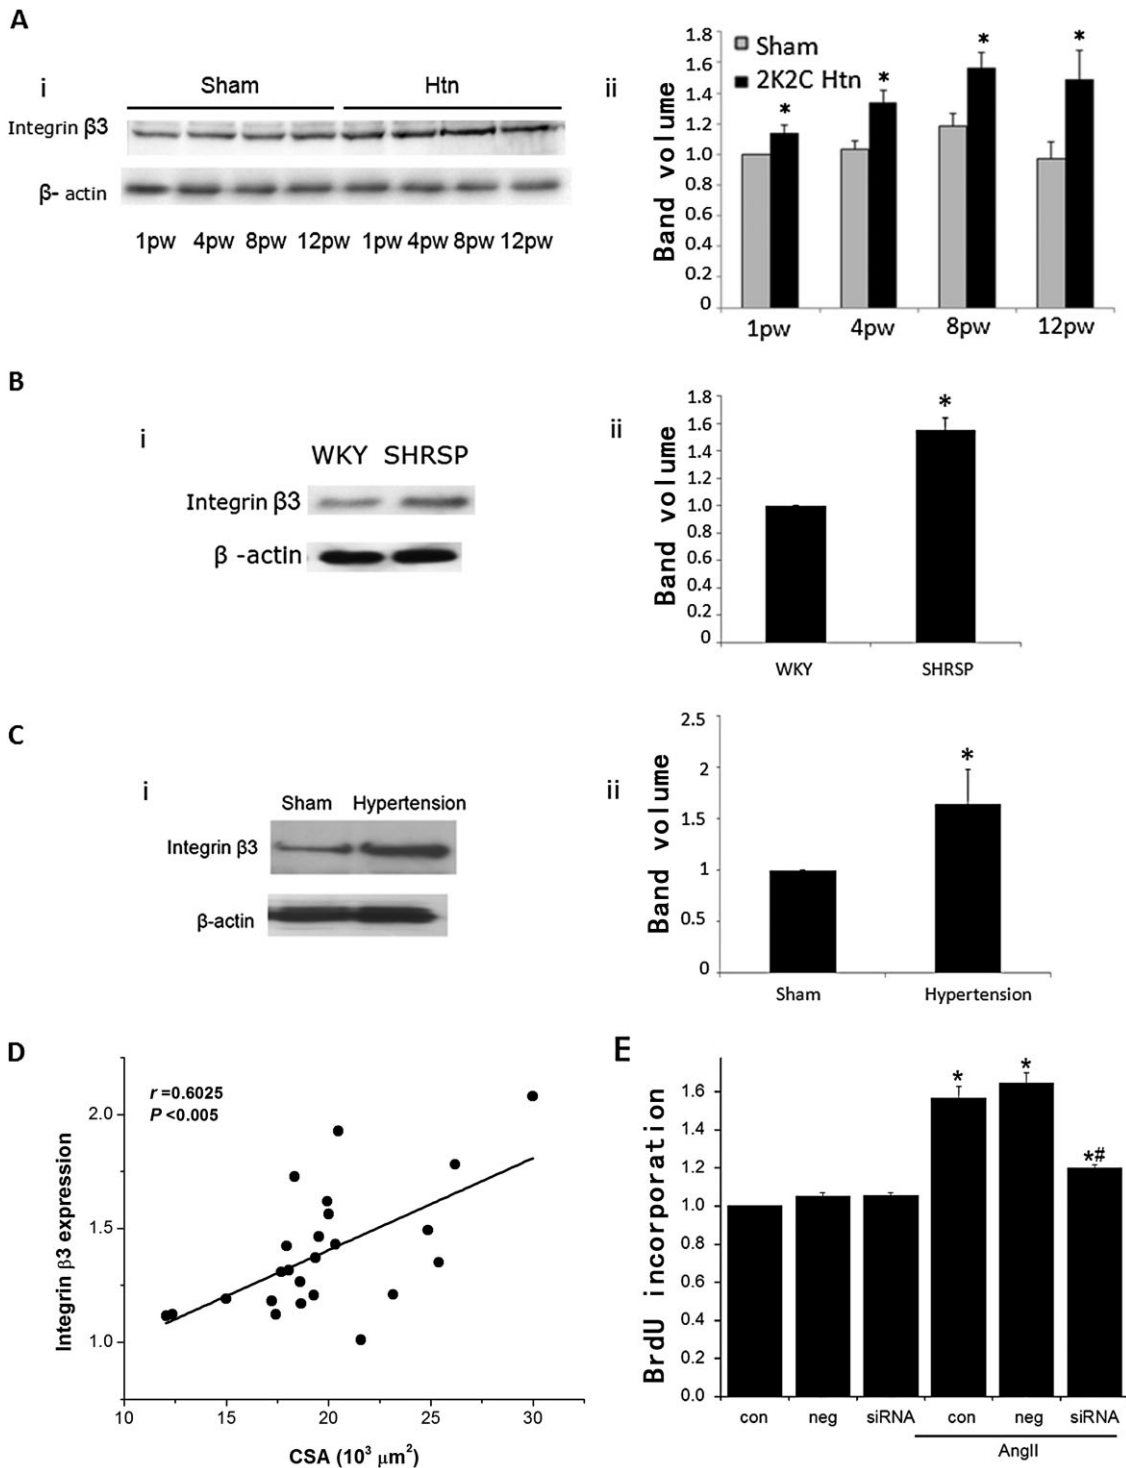 A
i
Sham
Htn
Integrin β3
β- actin
1pw 4pw 8pw 12pw 1pw 4pw 8pw 12pw
ii
Sham
2K2C Htn
Band volume
1.8
1.6
1.4
1.2
1.0
0.8
0.6
0.4
0.2
0
* * * *
1pw 4pw 8pw 12pw
B
i
WKY SHRSP
Integrin β3
β -actin
ii
Band volume
1.8
1.6
1.4
1.2
1.0
0.8
0.6
0.4
0.2
0
*
WKY SHRSP
C
i
Sham Hypertension
Integrin β3
β-actin
ii
Band volume
2.5
2
1.5
1
0.5
0
*
Sham Hypertension
D
r =0.6025
P <0.005
Integrin β3 expression
2.0
1.5
1.0
10 15 20 25 30
CSA (10³ μm²)
E
BrdU incorporation
1.6
1.4
1.2
1.0
0.8
0.6
0.4
0.2
0.0
* * *#
con neg siRNA con neg siRNA
AngII